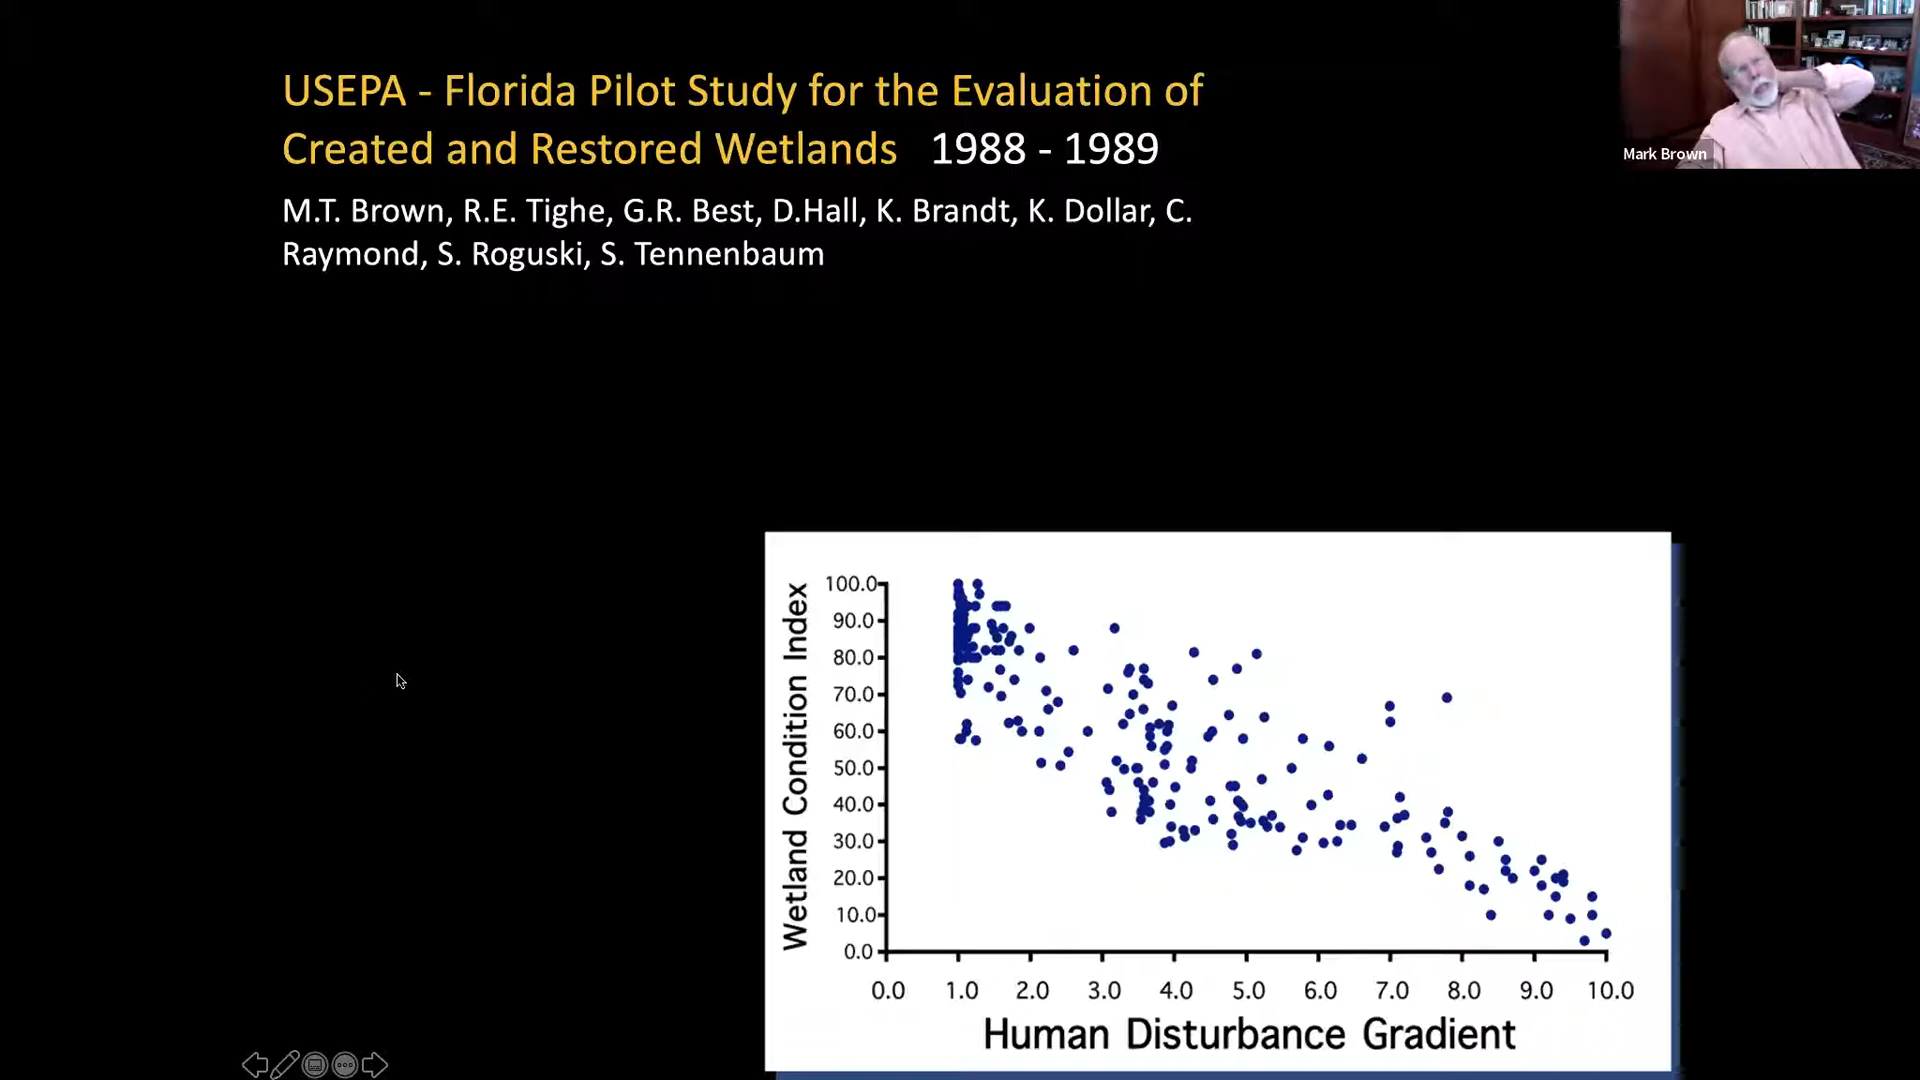 USEPA - Florida Pilot Study for the Evaluation of
Created and Restored Wetlands 1988 - 1989
M.T. Brown, R.E. Tighe, G.R. Best, D.Hall, K. Brandt, K. Dollar, C.
Raymond, S. Roguski, S. Tennenbaum
Mark Brown
Wetland Condition Index
100.0
90.0
80.0
70.0
60.0
50.0
40.0
30.0
20.0
10.0
0.0
0.0 1.0 2.0 3.0 4.0 5.0 6.0 7.0 8.0 9.0 10.0
Human Disturbance Gradient